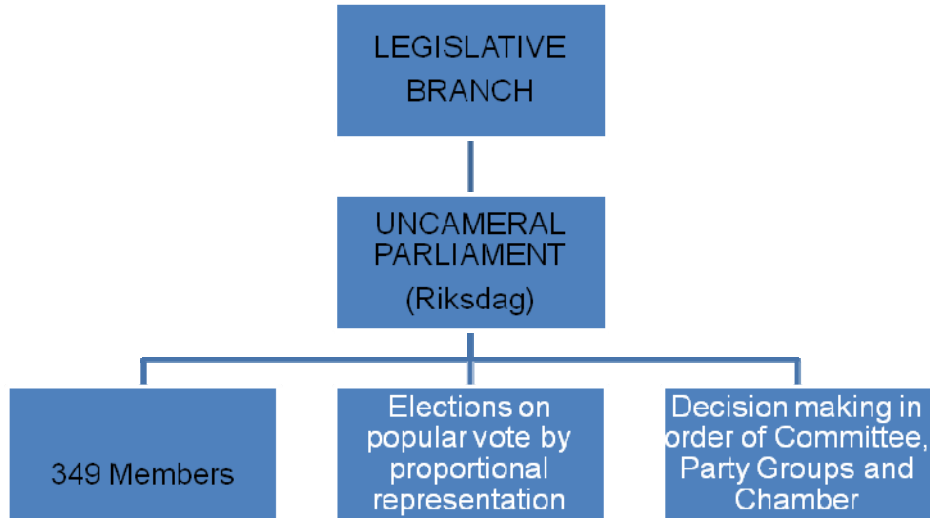 LEGISLATIVE
BRANCH
UNCAMERAL
PARLIAMENT
(Riksdag)
349 Members
Elections on
popular vote by
proportional
representation
Decision making in
order of Committee,
Party Groups and
Chamber